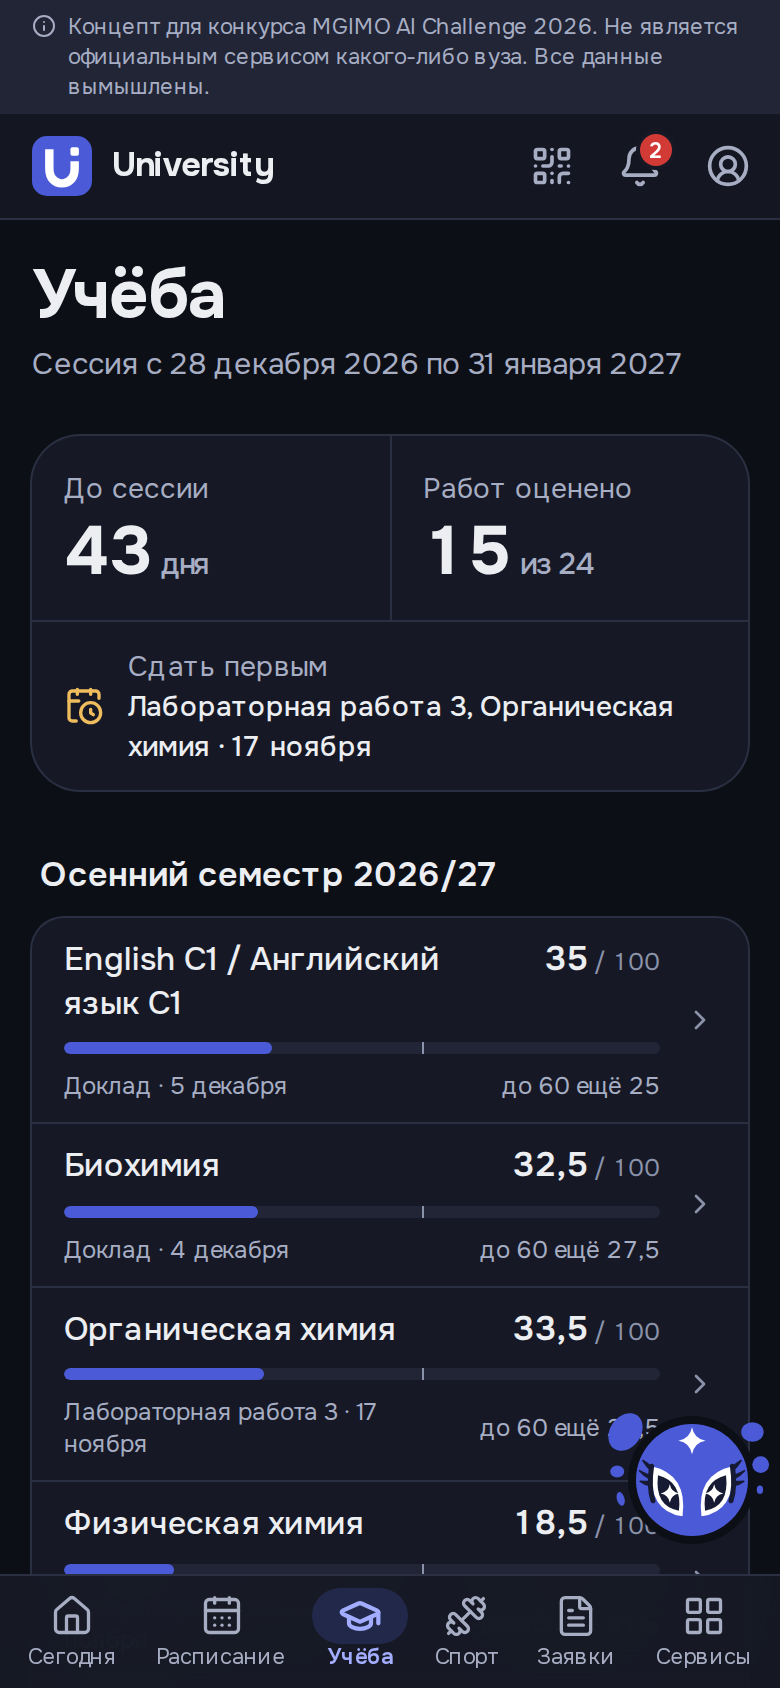 Концепт для конкурса MGIMO AI Challenge 2026. Не является
официальным сервисом какого-либо вуза. Все данные
вымышлены.
University
2
Учёба
Сессия с 28 декабря 2026 по 31 января 2027
До сессии
43 дня
Работ оценено
15 из 24
Сдать первым
Лабораторная работа 3, Органическая
химия · 17 ноября
Осенний семестр 2026/27
English C1 / Английский
язык C1
35 / 100
Доклад · 5 декабря
до 60 ещё 25
Биохимия
32,5 / 100
Доклад · 4 декабря
до 60 ещё 27,5
Органическая химия
33,5 / 100
Лабораторная работа 3 · 17
ноября
до 60 ещё
Физическая химия
18,5 / 100
Сегодня
Расписание
Учёба
Спорт
Заявки
Сервисы